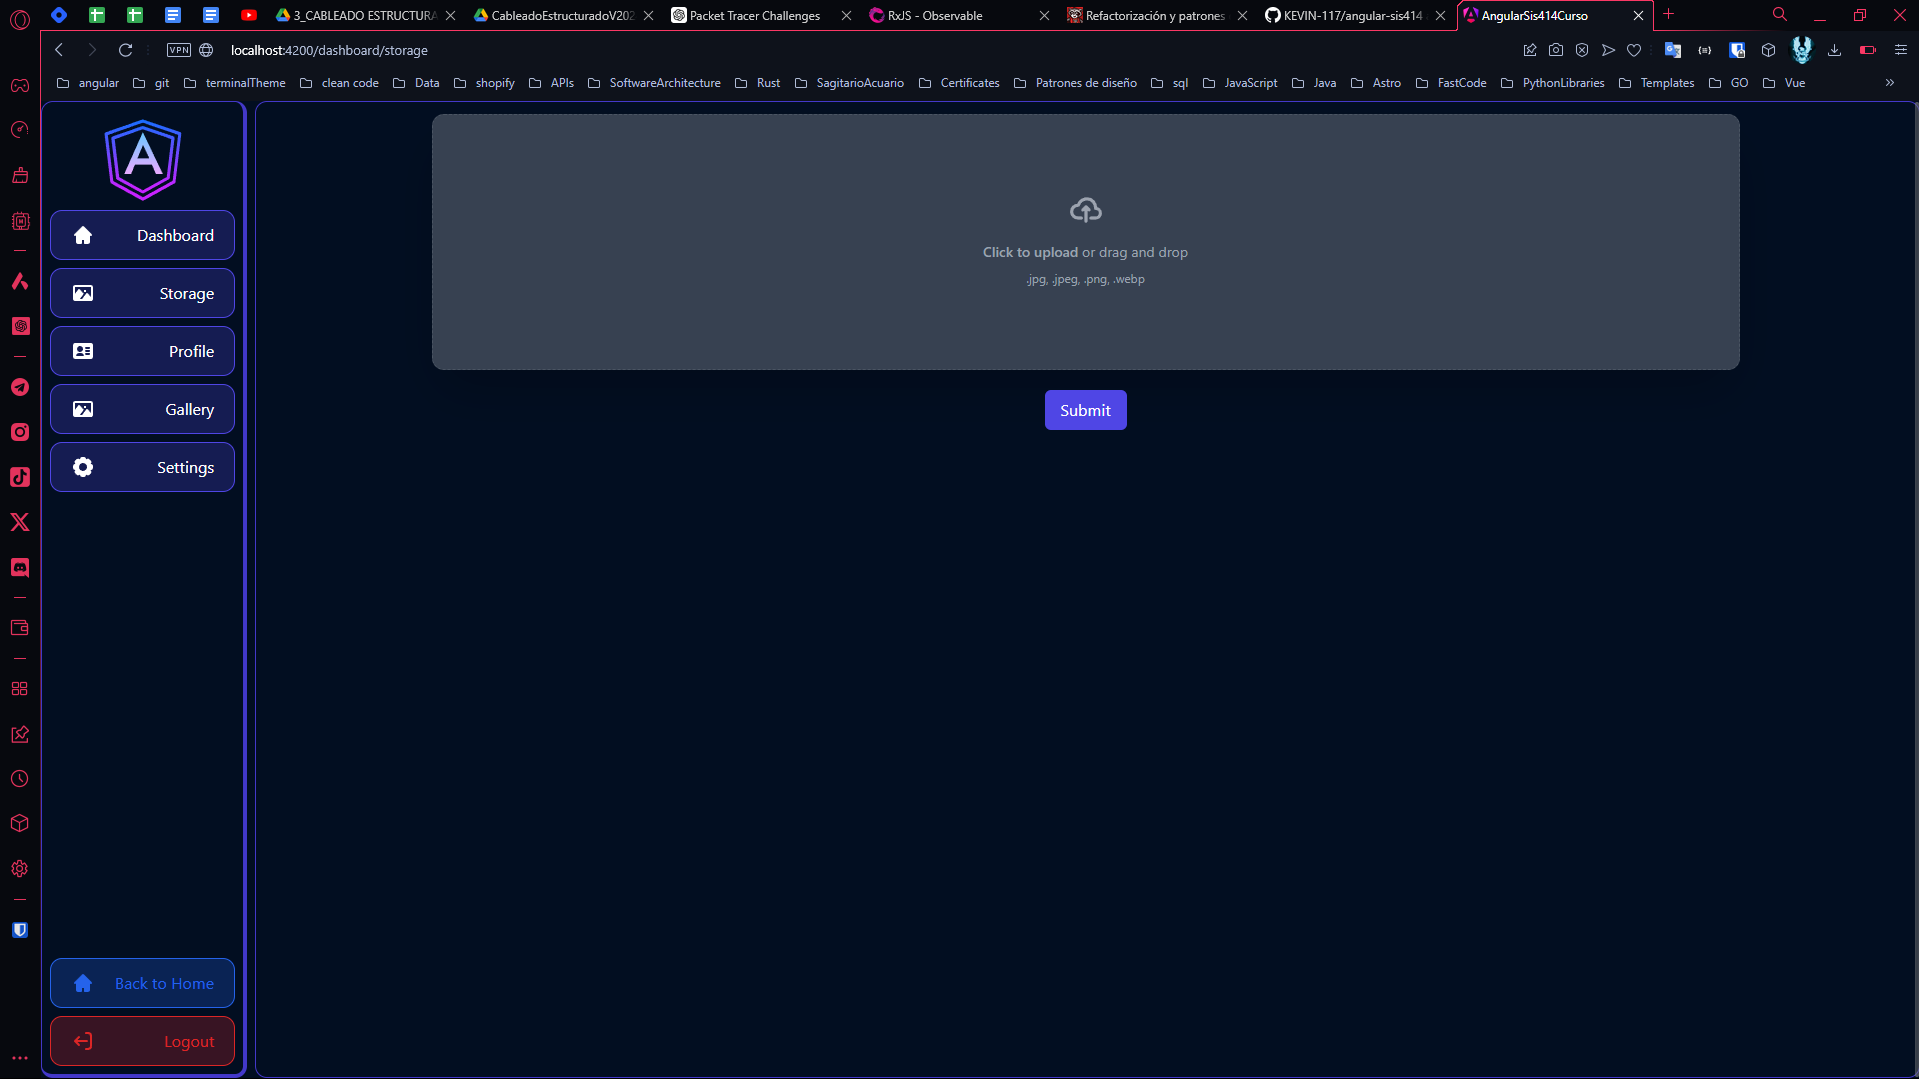 3_CABLEADO ESTRUCTURA
CableadoEstructuradoV202
Packet Tracer Challenges
RxJS - Observable
Refactorización y patrones
KEVIN-117/angular-sis414
AngularSis414Curso
VPN
localhost:4200/dashboard/storage
angular
git
terminalTheme
clean code
Data
shopify
APIs
SoftwareArchitecture
Rust
SagitarioAcuario
Certificates
Patrones de diseño
sql
JavaScript
Java
Astro
FastCode
PythonLibraries
Templates
GO
Vue
Dashboard
Storage
Profile
Gallery
Settings
Back to Home
Logout
Click to upload or drag and drop
.jpg, .jpeg, .png, .webp
Submit